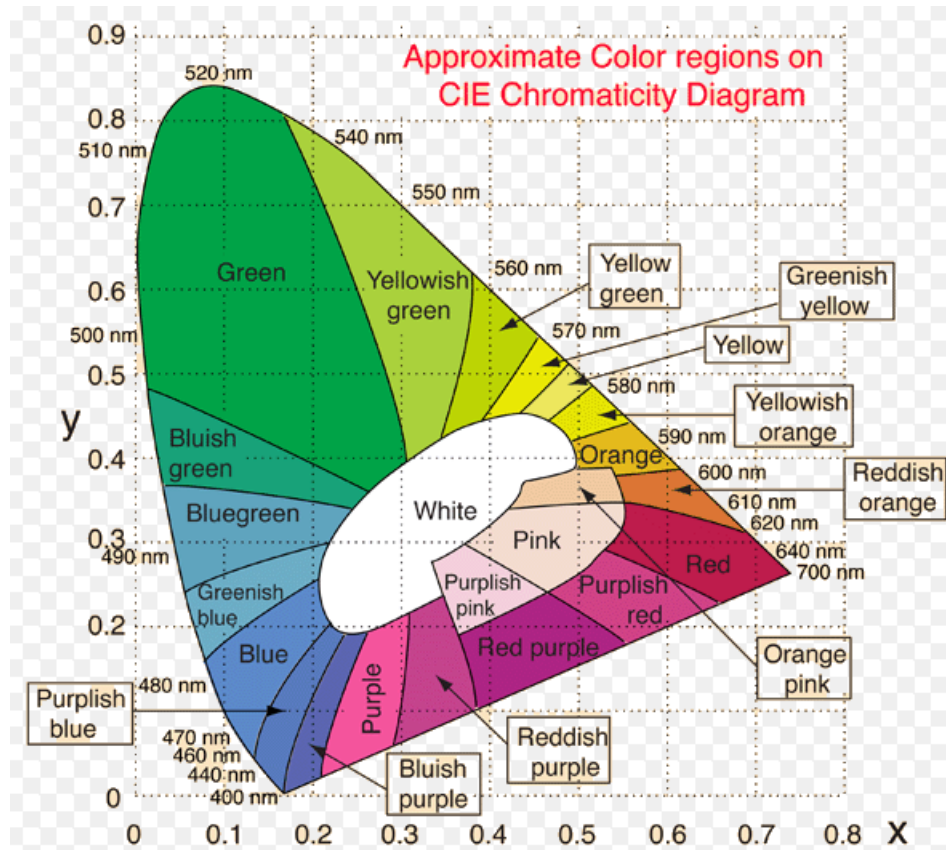 Approximate Color regions on
CIE Chromaticity Diagram
0.9
520 nm
0.8
540 nm
510 nm
0.7
550 nm
Green
Yellowish
green
0.6
560 nm
Yellow
green
Greenish
yellow
500 nm
570 nm
Yellow
0.5
580 nm
y
Yellowish
orange
Bluish
green
0.4
590 nm
Orange
600 nm
Reddish
orange
610 nm
620 nm
White
Bluegreen
Pink
0.3
490 nm
640 nm
700 nm
Red
Greenish
blue
Purplish
pink
Purplish
red
0.2
Blue
Red purple
Orange
pink
480 nm
Purplish
blue
Purple
0.1
470 nm
460 nm
440 nm
400 nm
Reddish
purple
Bluish
purple
0
0 0.1 0.2 0.3 0.4 0.5 0.6 0.7 0.8 x